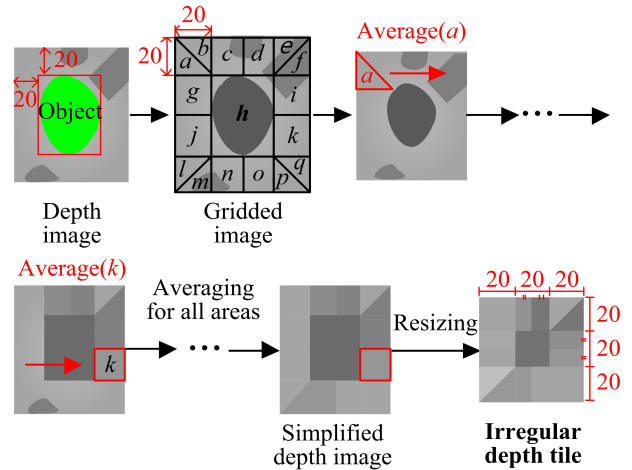 20
20
20
20
Object
a
b
c
d
e
f
g
h
i
j
k
l
m
n
o
p
q
Average(a)
a
Depth
image
Gridded
image
Average(k)
k
Averaging
for all areas
Simplified
depth image
Resizing
20 20 20
20
20
20
Irregular
depth tile